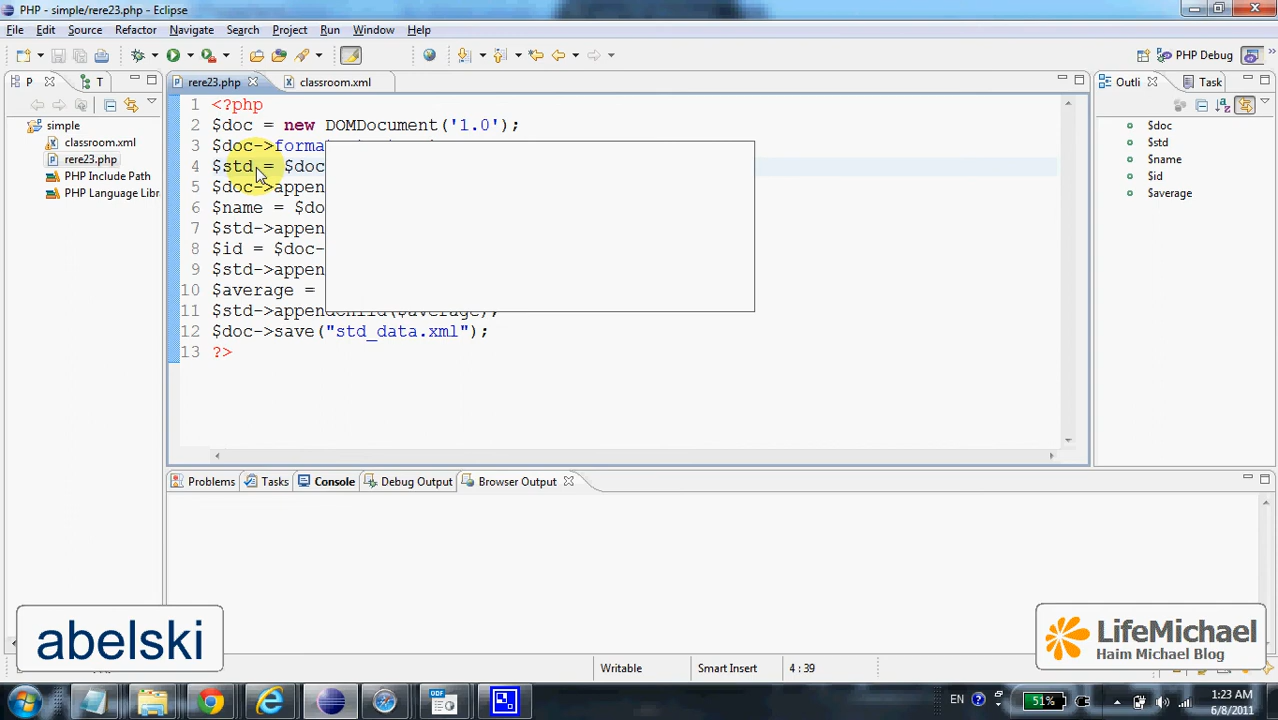 PHP - simple/rere23.php - Eclipse
File Edit Source Refactor Navigate Search Project Run Window Help
PHP Debug
P T
rere23.php classroom.xml
Outli Task
simple
classroom.xml
rere23.php
PHP Include Path
PHP Language Libr
1 <?php
2 $doc = new DOMDocument('1.0');
3 $doc->forma
4 $std = $doc
5 $doc->appen
6 $name = $do
7 $std->appen
8 $id = $doc-
9 $std->appen
10 $average =
11 $std->appendChild($average);
12 $doc->save("std_data.xml");
13 ?>
$doc
$std
$name
$id
$average
Problems Tasks Console Debug Output Browser Output
abelski
LifeMichael
Haim Michael Blog
Writable Smart Insert 4 : 39
ODF
EN 51% 1:23 AM
6/8/2011